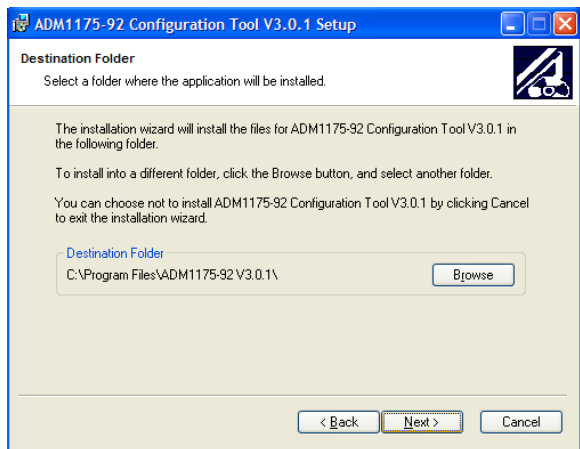 ADM1175-92 Configuration Tool V3.0.1 Setup
Destination Folder
Select a folder where the application will be installed.
The installation wizard will install the files for ADM1175-92 Configuration Tool V3.0.1 in
the following folder.
To install into a different folder, click the Browse button, and select another folder.
You can choose not to install ADM1175-92 Configuration Tool V3.0.1 by clicking Cancel
to exit the installation wizard.
Destination Folder
C:\Program Files\ADM1175-92 V3.0.1\
Browse
< Back
Next >
Cancel